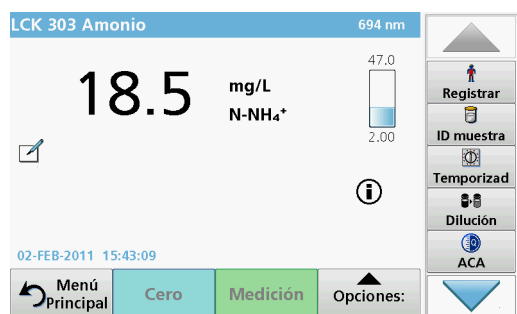 LCK 303 Amonio
694 nm
47.0
18.5
mg/L
N-NH₄⁺
2.00
02-FEB-2011 15:43:09
Registrar
ID muestra
Temporizad
Dilución
ACA
Menú
Principal
Cero
Medición
Opciones: